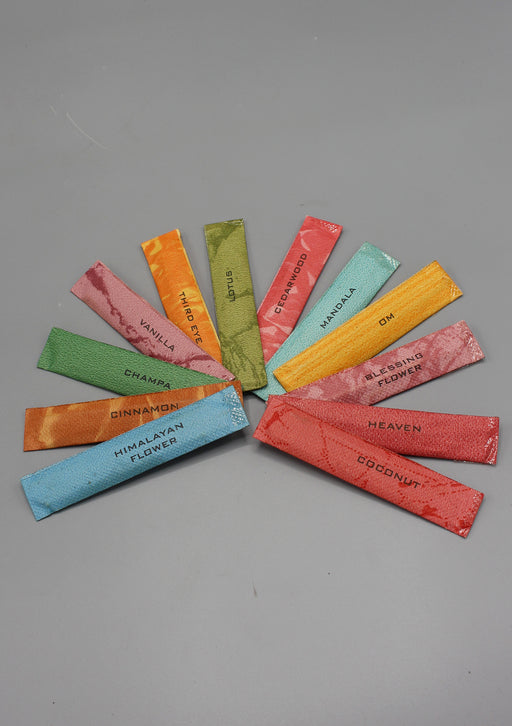 HIMALAYAN
FLOWER
CINNAMON
CHAMPA
VANILLA
THIRD EYE
LOTUS
CEDARWOOD
MANDALA
OM
BLESSING
FLOWER
HEAVEN
COCONUT